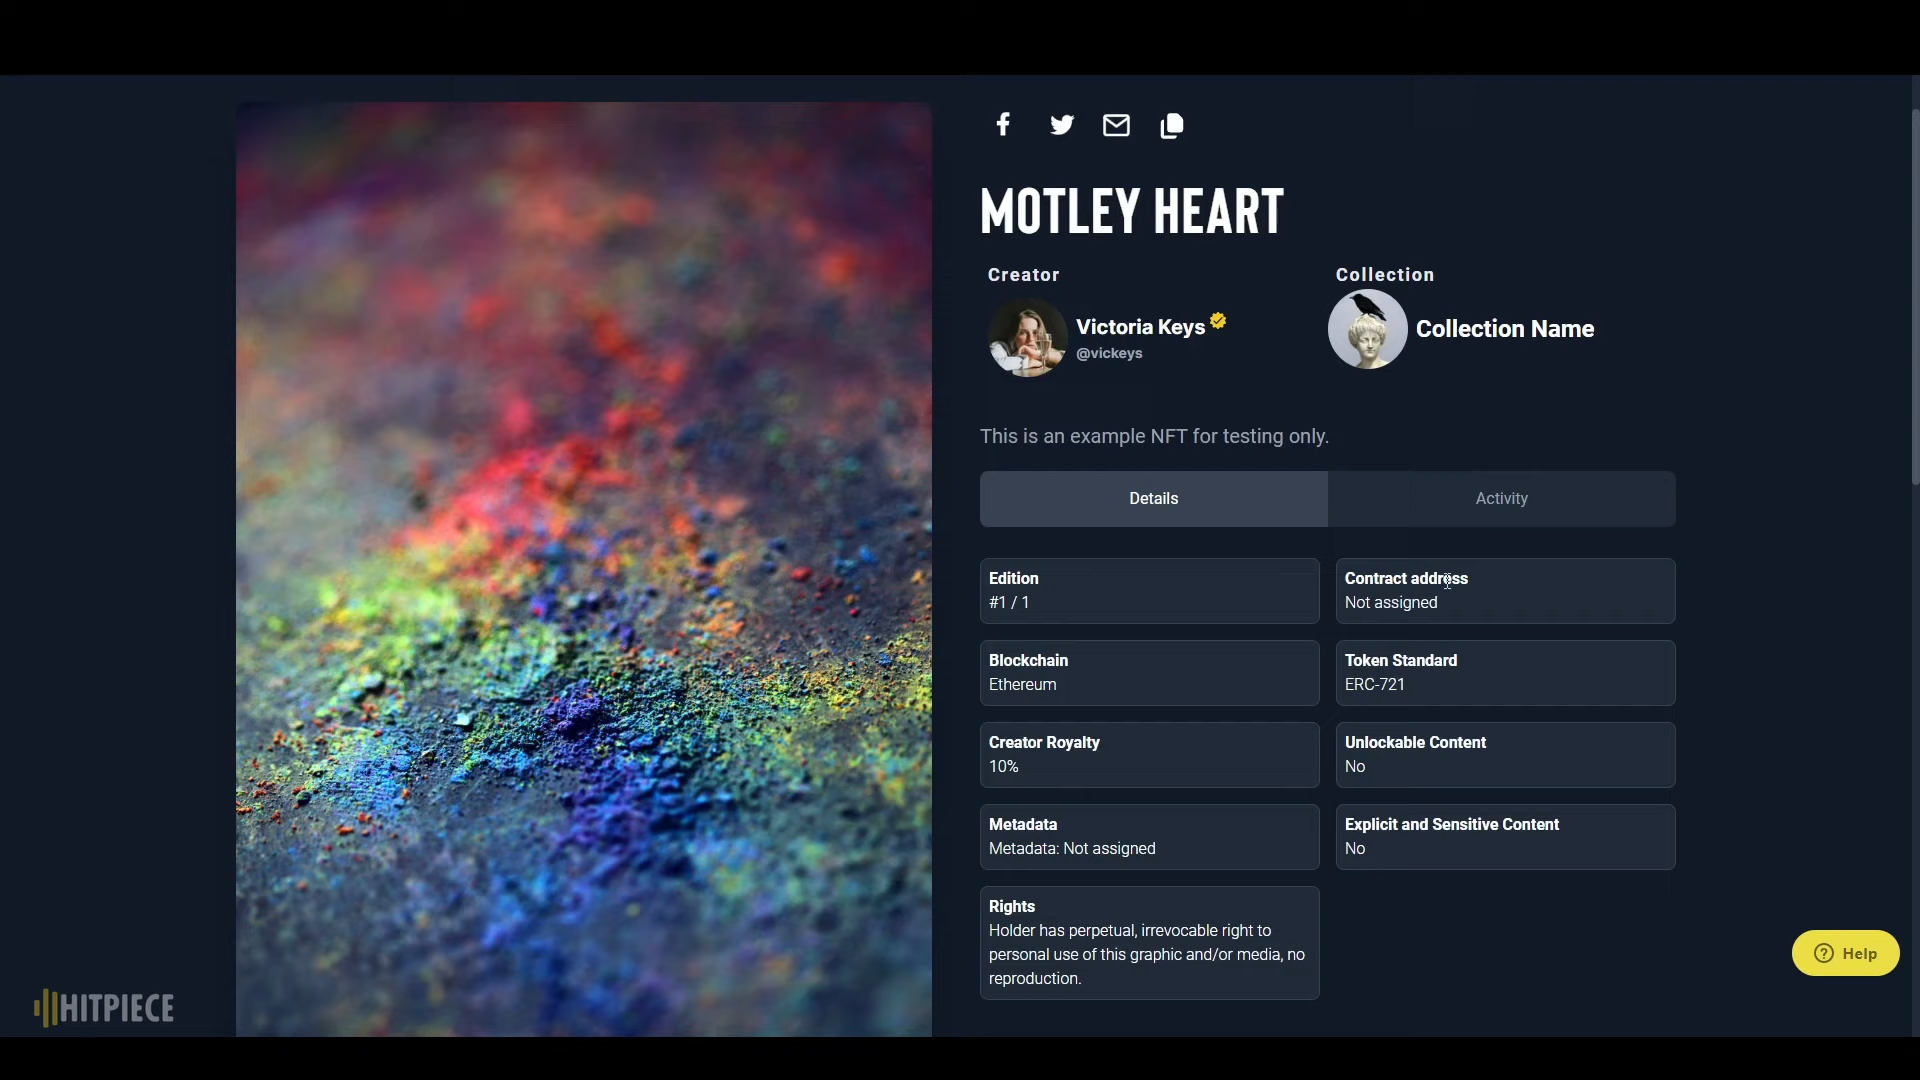 MOTLEY HEART
Creator
Collection
Victoria Keys
@vickeys
Collection Name
This is an example NFT for testing only.
Details
Activity
Edition
#1 / 1
Contract address
Not assigned
Blockchain
Ethereum
Token Standard
ERC-721
Creator Royalty
10%
Unlockable Content
No
Metadata
Metadata: Not assigned
Explicit and Sensitive Content
No
Rights
Holder has perpetual, irrevocable right to
personal use of this graphic and/or media, no
reproduction.
Help
HITPIECE